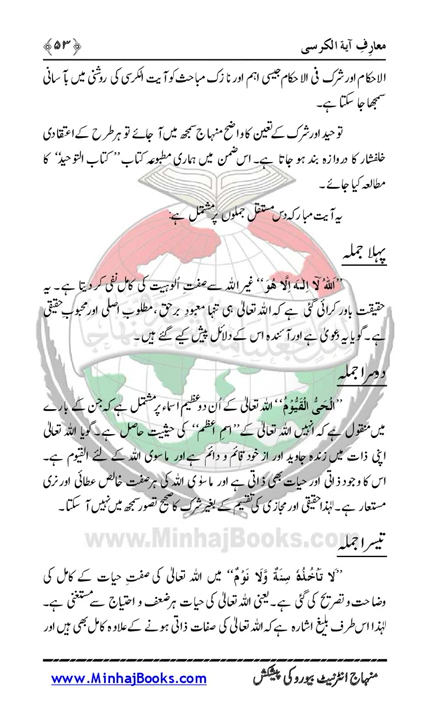 معارفِ آیۃ الکرسی ﴿۵۳﴾
الاحکام اور شرک فی الاحکام جیسی اہم اور نازک مباحث کو آیت الکرسی کی روشنی میں بآسانی
سمجھا جا سکتا ہے۔
توحید اور شرک کے تعین کا واضح منہاج سمجھ میں آ جائے تو ہر طرح کے اعتقادی
خلفشار کا دروازہ بند ہو جاتا ہے۔ اس ضمن میں ہماری مطبوعہ کتاب ’’کتاب التوحید‘‘ کا
مطالعہ کیا جائے۔
یہ آیت مبارکہ دس مستقل جملوں پر مشتمل ہے:
پہلا جملہ
’’اَللهُ لَآ اِلٰـهَ اِلَّا هُوَ‘‘ غیر اللہ سے صفتِ اُلوہیت کی کامل نفی کر دیتا ہے۔ یہ
حقیقت باور کرائی گئی ہے کہ اللہ تعالیٰ ہی تنہا معبودِ برحق، مطلوبِ اصلی اور محبوبِ حقیقی
ہے۔ گویا یہ دعویٰ ہے اور آئندہ اس کے دلائل پیش کیے گئے ہیں۔
دوسرا جملہ
’’اَلْحَیُّ الْقَیُّوْمُ‘‘ اللہ تعالیٰ کے اُن دو عظیم اسماء پر مشتمل ہے کہ جن کے بارے
میں منقول ہے کہ انہیں اللہ تعالیٰ کے ’’اسمِ اَعظم‘‘ کی حیثیت حاصل ہے۔ گویا اللہ تعالیٰ
اپنی ذات میں زندہ جاوید اور از خود قائم و دائم ہے اور ماسویٰ اللہ کے لئے القیوم ہے۔
اس کا وجود ذاتی اور حیات بھی ذاتی ہے اور ماسویٰ اللہ کی ہر صفت خالص عطائی اور نری
مستعار ہے۔ لہٰذا حقیقی اور مجازی کی تقسیم کے بغیر شرک کا صحیح تصور سمجھ میں نہیں آ سکتا۔
www.MinhajBooks.com
تیسرا جملہ
’’لَا تَاْخُذُهٗ سِنَةٌ وَّلَا نَوْمٌ‘‘ میں اللہ تعالیٰ کی صفتِ حیات کے کامل کی
وضاحت و تصریح کی گئی ہے۔ یعنی اللہ تعالیٰ کی حیات ہر ضعف و احتیاج سے مستغنی ہے۔
لہٰذا اس طرف بلیغ اشارہ ہے کہ اللہ تعالیٰ کی صفات ذاتی ہونے کے علاوہ کامل بھی ہیں اور
منہاج انٹرنیٹ بیورو کی پیشکش www.MinhajBooks.com